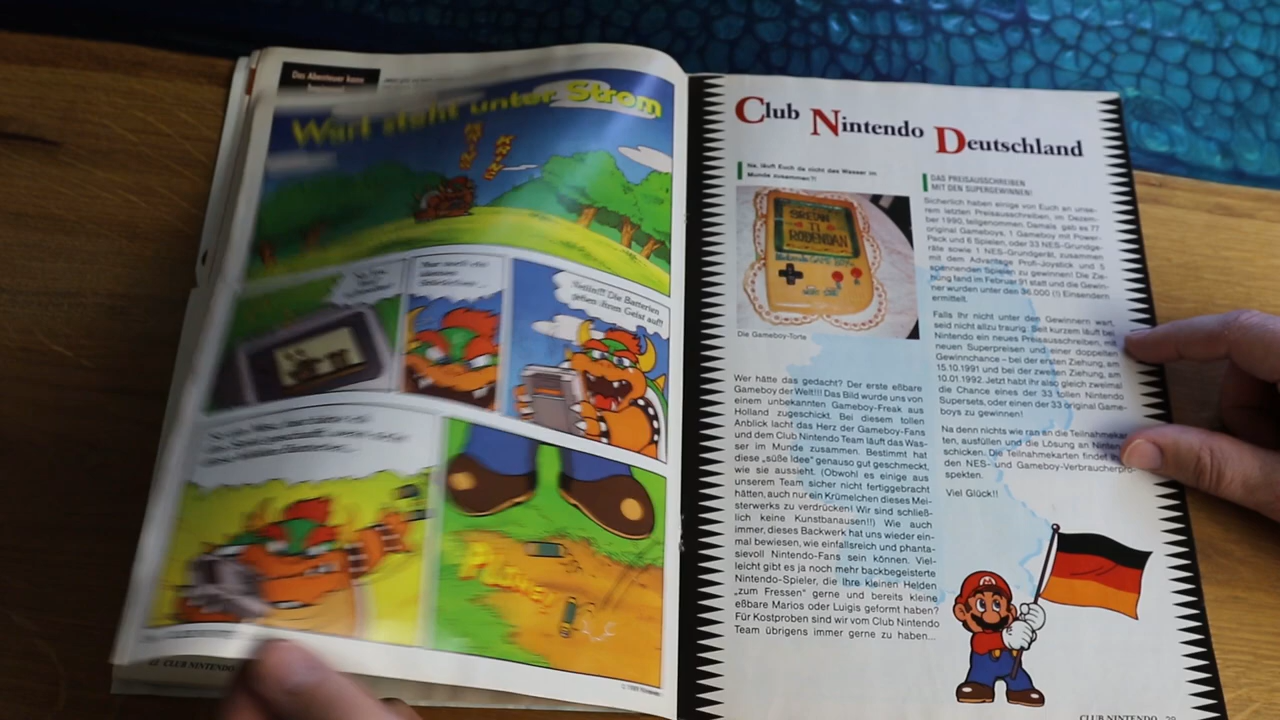 Das Abenteuer kann
Wart steht unter Strom
Neiiin!!! Die Batterien
geben ihren Geist auf!!
PLING!
CLUB NINTENDO
Club Nintendo Deutschland
Na, läuft Euch da nicht das Wasser im
Munde zusammen?!
SRETAN
TI
RODENDAN
Nintendo GAME BOY
Die Gameboy-Torte
Wer hätte das gedacht? Der erste eßbare
Gameboy der Welt!!! Das Bild wurde uns von
einem unbekannten Gameboy-Freak aus
Holland zugeschickt. Bei diesem tollen
Anblick lacht das Herz der Gameboy-Fans
und dem Club Nintendo Team läuft das Was-
ser im Munde zusammen. Bestimmt hat
diese „süße Idee" genauso gut geschmeckt,
wie sie aussieht. (Obwohl es einige aus
unserem Team sicher nicht fertiggebracht
hätten, auch nur ein Krümelchen dieses Mei-
sterwerks zu verdrücken! Wir sind schließ-
lich keine Kunstbanausen!!) Wie auch
immer, dieses Backwerk hat uns wieder ein-
mal bewiesen, wie einfallsreich und phanta-
sievoll Nintendo-Fans sein können. Viel-
leicht gibt es ja noch mehr backbegeisterte
Nintendo-Spieler, die Ihre kleinen Helden
„zum Fressen" gerne und bereits kleine
eßbare Marios oder Luigis geformt haben?
Für Kostproben sind wir vom Club Nintendo
Team übrigens immer gerne zu haben...
DAS PREISAUSSCHREIBEN
MIT DEN SUPERGEWINNEN!
Sicherlich haben einige von Euch an unse-
rem letzten Preisausschreiben, im Dezem-
ber 1990, teilgenommen. Damals gab es 77
original Gameboys, 1 Gameboy mit Power-
Pack und 6 Spielen, oder 33 NES-Grundge-
räte sowie 1 NES-Grundgerät, zusammen
mit dem Advantage Profi-Joystick und 5
spannenden Spielen zu gewinnen! Die Zie-
hung fand im Februar 91 statt und die Gewin-
ner wurden unter den 36.000 (!) Einsendern
ermittelt.
Falls Ihr nicht unter den Gewinnern wart,
seid nicht allzu traurig. Seit kurzem läuft bei
Nintendo ein neues Preisausschreiben, mit
neuen Superpreisen und einer doppelten
Gewinnchance – bei der ersten Ziehung, am
15.10.1991 und bei der zweiten Ziehung, am
10.01.1992. Jetzt habt Ihr also gleich zweimal
die Chance eines der 33 tollen Nintendo
Supersets, oder einen der 33 original Game-
boys zu gewinnen!
Na denn nichts wie ran an die Teilnahmekar
ten, ausfüllen und die Lösung an Ninten
schicken. Die Teilnahmekarten findet
den NES- und Gameboy-Verbraucherpro-
spekten.
Viel Glück!!
M
CLUB NINTENDO 29